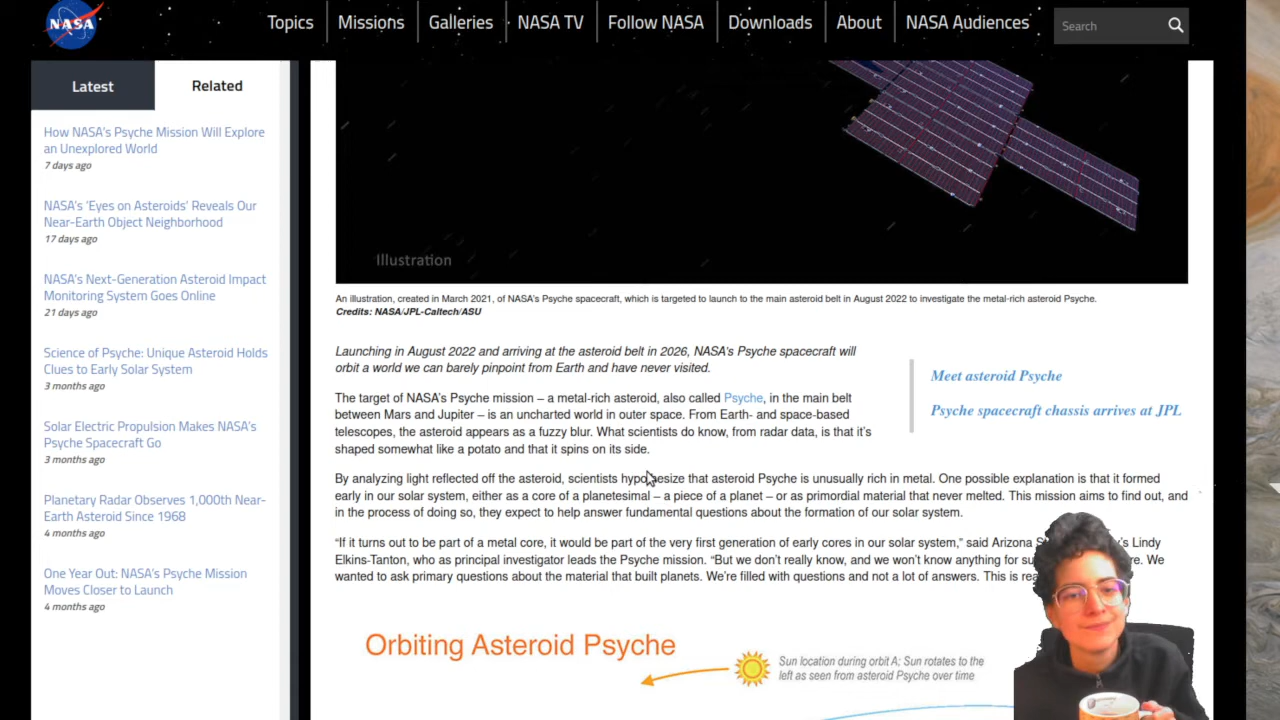 NASA
Topics
Missions
Galleries
NASA TV
Follow NASA
Downloads
About
NASA Audiences
Search
Latest
Related
How NASA's Psyche Mission Will Explore
an Unexplored World
7 days ago
NASA's 'Eyes on Asteroids' Reveals Our
Near-Earth Object Neighborhood
17 days ago
NASA's Next-Generation Asteroid Impact
Monitoring System Goes Online
21 days ago
Science of Psyche: Unique Asteroid Holds
Clues to Early Solar System
3 months ago
Solar Electric Propulsion Makes NASA's
Psyche Spacecraft Go
3 months ago
Planetary Radar Observes 1,000th Near-
Earth Asteroid Since 1968
4 months ago
One Year Out: NASA's Psyche Mission
Moves Closer to Launch
4 months ago
Illustration
An illustration, created in March 2021, of NASA's Psyche spacecraft, which is targeted to launch to the main asteroid belt in August 2022 to investigate the metal-rich asteroid Psyche.
Credits: NASA/JPL-Caltech/ASU
Launching in August 2022 and arriving at the asteroid belt in 2026, NASA's Psyche spacecraft will
orbit a world we can barely pinpoint from Earth and have never visited.
The target of NASA's Psyche mission – a metal-rich asteroid, also called Psyche, in the main belt
between Mars and Jupiter – is an uncharted world in outer space. From Earth- and space-based
telescopes, the asteroid appears as a fuzzy blur. What scientists do know, from radar data, is that it's
shaped somewhat like a potato and that it spins on its side.
Meet asteroid Psyche
Psyche spacecraft chassis arrives at JPL
By analyzing light reflected off the asteroid, scientists hypothesize that asteroid Psyche is unusually rich in metal. One possible explanation is that it formed
early in our solar system, either as a core of a planetesimal – a piece of a planet – or as primordial material that never melted. This mission aims to find out, and
in the process of doing so, they expect to help answer fundamental questions about the formation of our solar system.
“If it turns out to be part of a metal core, it would be part of the very first generation of early cores in our solar system,” said Arizona Lindy
Elkins-Tanton, who as principal investigator leads the Psyche mission. “But we don't really know, and we won't know anything for We
wanted to ask primary questions about the material that built planets. We're filled with questions and not a lot of answers. This is
Orbiting Asteroid Psyche
Sun location during orbit A; Sun rotates to the
left as seen from asteroid Psyche over time